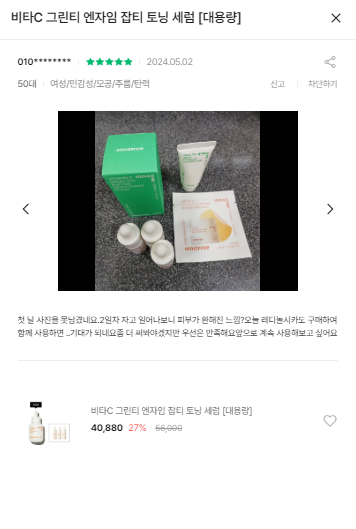 비타C 그린티 엔자임 잡티 토닝 세럼 [대용량]
010******** ★★★★★ 2024.05.02
50대 여성/민감성/모공/주름/탄력 신고 차단하기
innisfree
innisfree
첫 날 사진을 못남겼네요.2일차 자고 일어나보니 피부가 환해진 느낌?오늘 레디놀시카도 구매하여
함께 사용하면 ..기대가 되네요좀 더 써봐야겠지만 우선은 만족해요앞으로 계속 사용해보고 싶어요
비타C 그린티 엔자임 잡티 토닝 세럼 [대용량]
40,880 27% 56,000